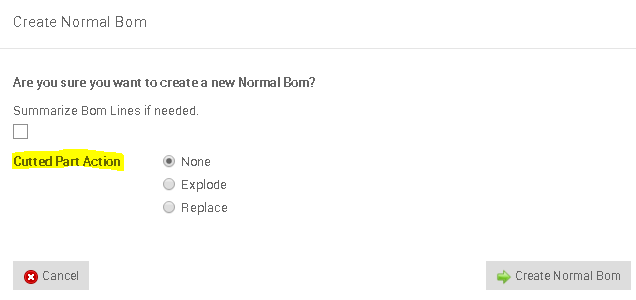 Create Normal Bom
Are you sure you want to create a new Normal Bom?
Summarize Bom Lines if needed.
Cutted Part Action
None
Explode
Replace
Cancel
Create Normal Bom